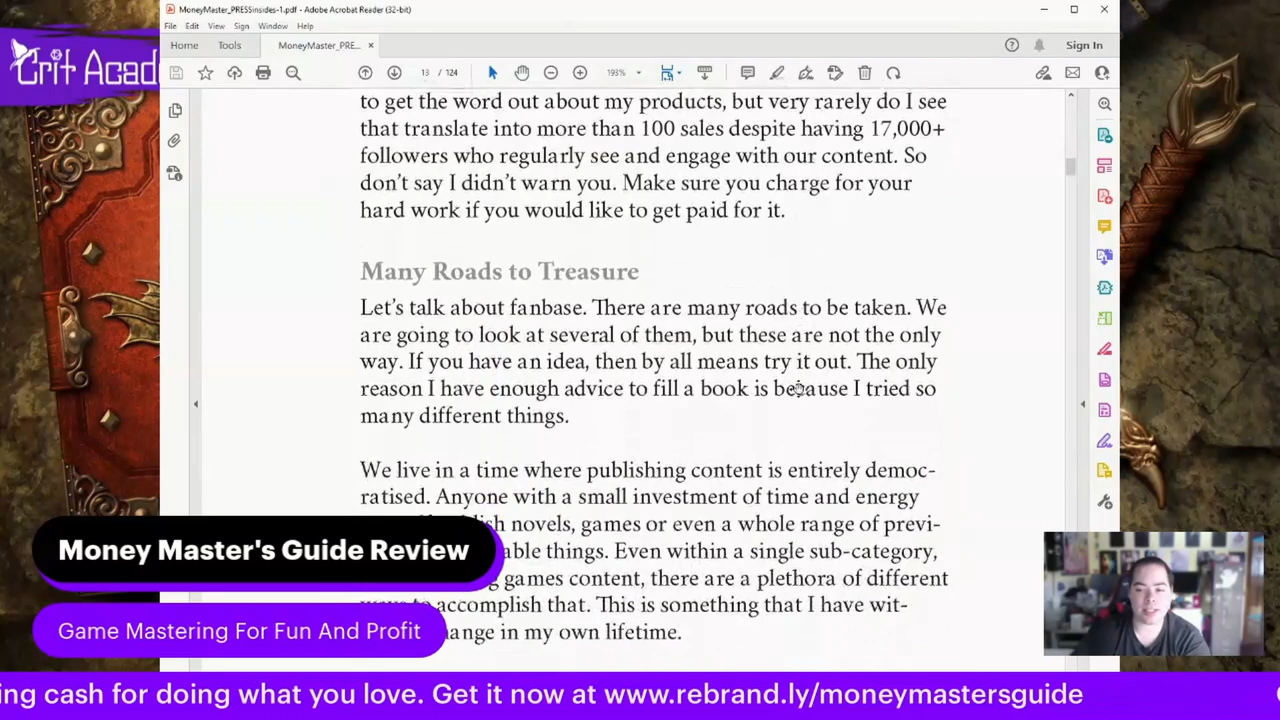 MoneyMaster_PRESSinsides-1.pdf - Adobe Acrobat Reader (32-bit)
File Edit View Sign Window Help
Home Tools MoneyMaster_PRE... × Sign In
13 / 124 193%
Crit Acad
to get the word out about my products, but very rarely do I see
that translate into more than 100 sales despite having 17,000+
followers who regularly see and engage with our content. So
don't say I didn't warn you. Make sure you charge for your
hard work if you would like to get paid for it.
Many Roads to Treasure
Let's talk about fanbase. There are many roads to be taken. We
are going to look at several of them, but these are not the only
way. If you have an idea, then by all means try it out. The only
reason I have enough advice to fill a book is because I tried so
many different things.
We live in a time where publishing content is entirely democ-
ratised. Anyone with a small investment of time and energy
novels, games or even a whole range of previ-
able things. Even within a single sub-category,
games content, there are a plethora of different
accomplish that. This is something that I have wit-
in my own lifetime.
Money Master's Guide Review
Game Mastering For Fun And Profit
ing cash for doing what you love. Get it now at www.rebrand.ly/moneymastersguide